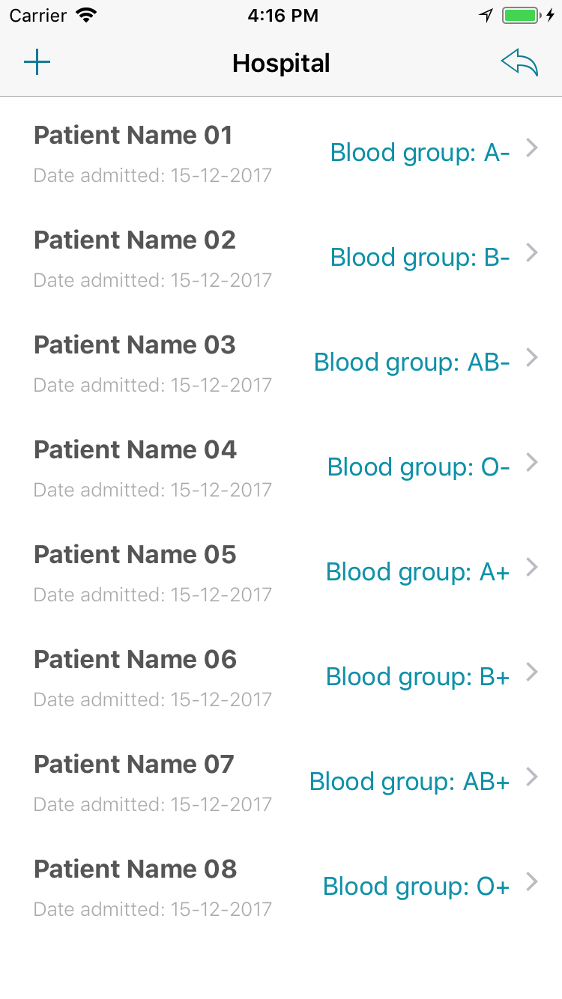 Carrier 4:16 PM
Hospital
Patient Name 01
Blood group: A-
Date admitted: 15-12-2017
Patient Name 02
Blood group: B-
Date admitted: 15-12-2017
Patient Name 03
Blood group: AB-
Date admitted: 15-12-2017
Patient Name 04
Blood group: O-
Date admitted: 15-12-2017
Patient Name 05
Blood group: A+
Date admitted: 15-12-2017
Patient Name 06
Blood group: B+
Date admitted: 15-12-2017
Patient Name 07
Blood group: AB+
Date admitted: 15-12-2017
Patient Name 08
Blood group: O+
Date admitted: 15-12-2017